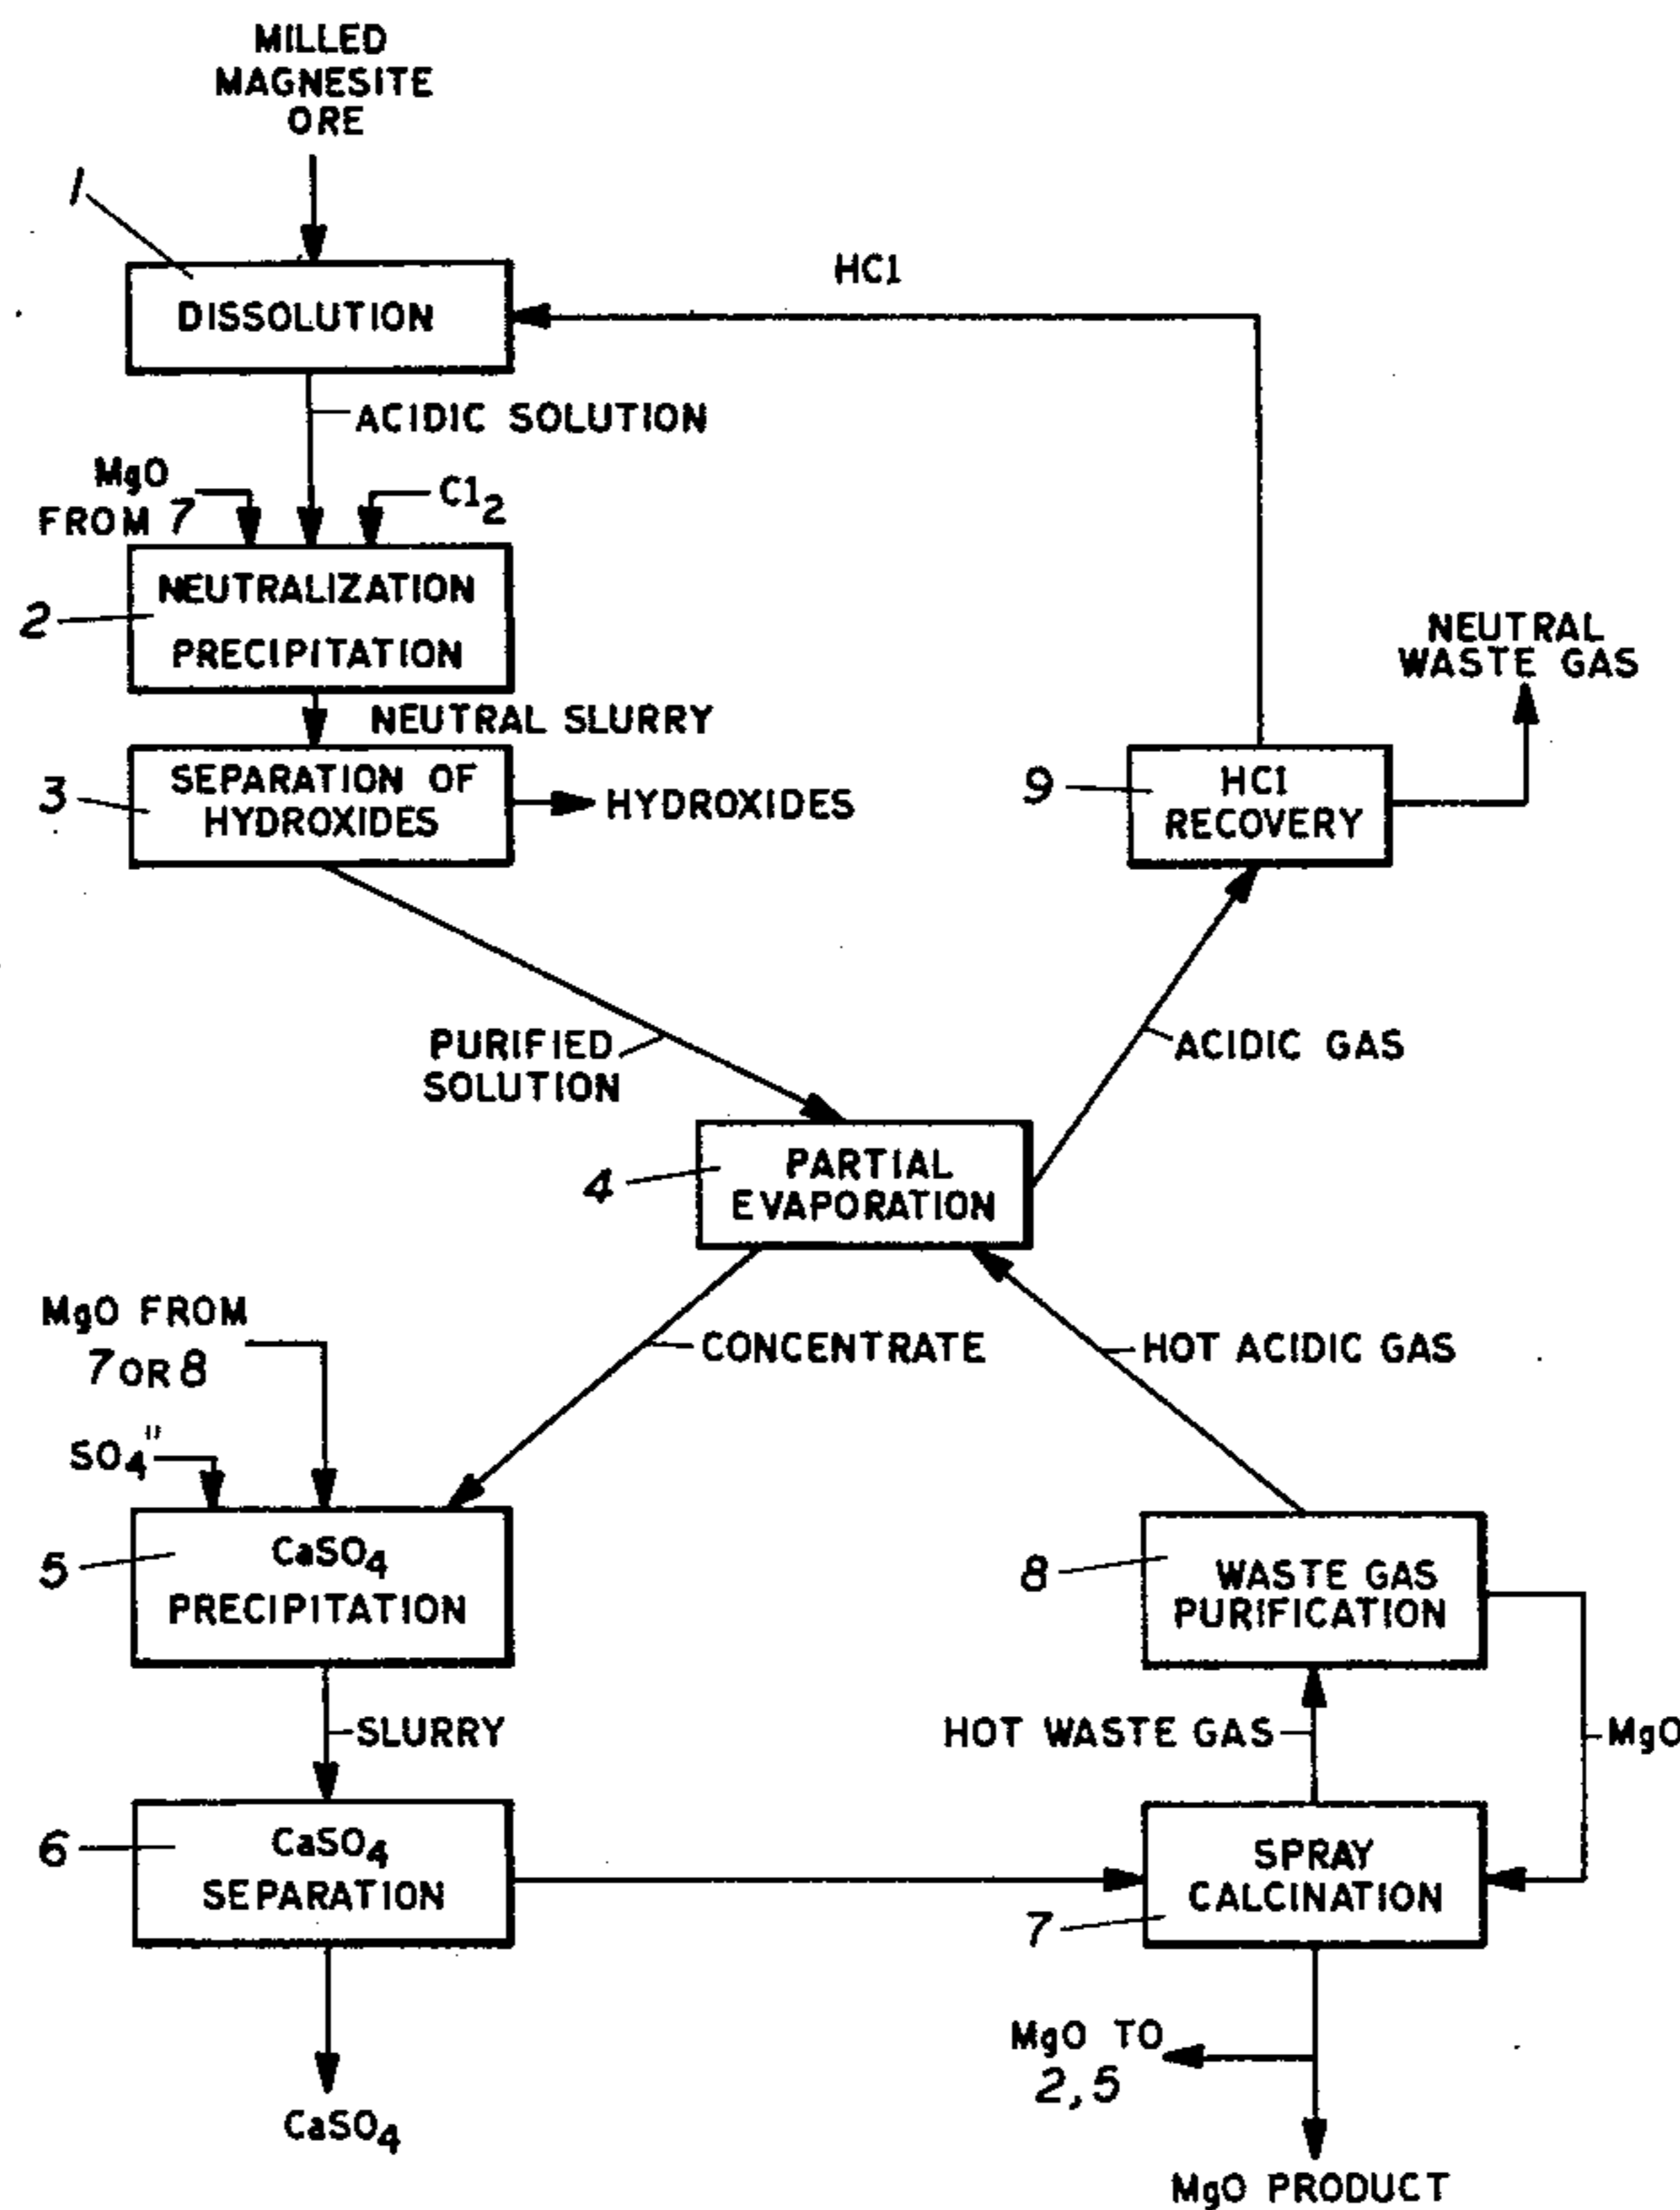 MILLED
MAGNESITE
ORE
1
DISSOLUTION
HCl
ACIDIC SOLUTION
MgO
FROM 7
Cl2
2
NEUTRALIZATION
PRECIPITATION
NEUTRAL SLURRY
3
SEPARATION OF
HYDROXIDES
HYDROXIDES
NEUTRAL
WASTE GAS
9
HCl
RECOVERY
PURIFIED
SOLUTION
ACIDIC GAS
4
PARTIAL
EVAPORATION
MgO FROM
7 OR 8
SO4"
CONCENTRATE
HOT ACIDIC GAS
5
CaSO4
PRECIPITATION
8
WASTE GAS
PURIFICATION
SLURRY
HOT WASTE GAS
MgO
6
CaSO4
SEPARATION
7
SPRAY
CALCINATION
MgO TO
2,5
CaSO4
MgO PRODUCT